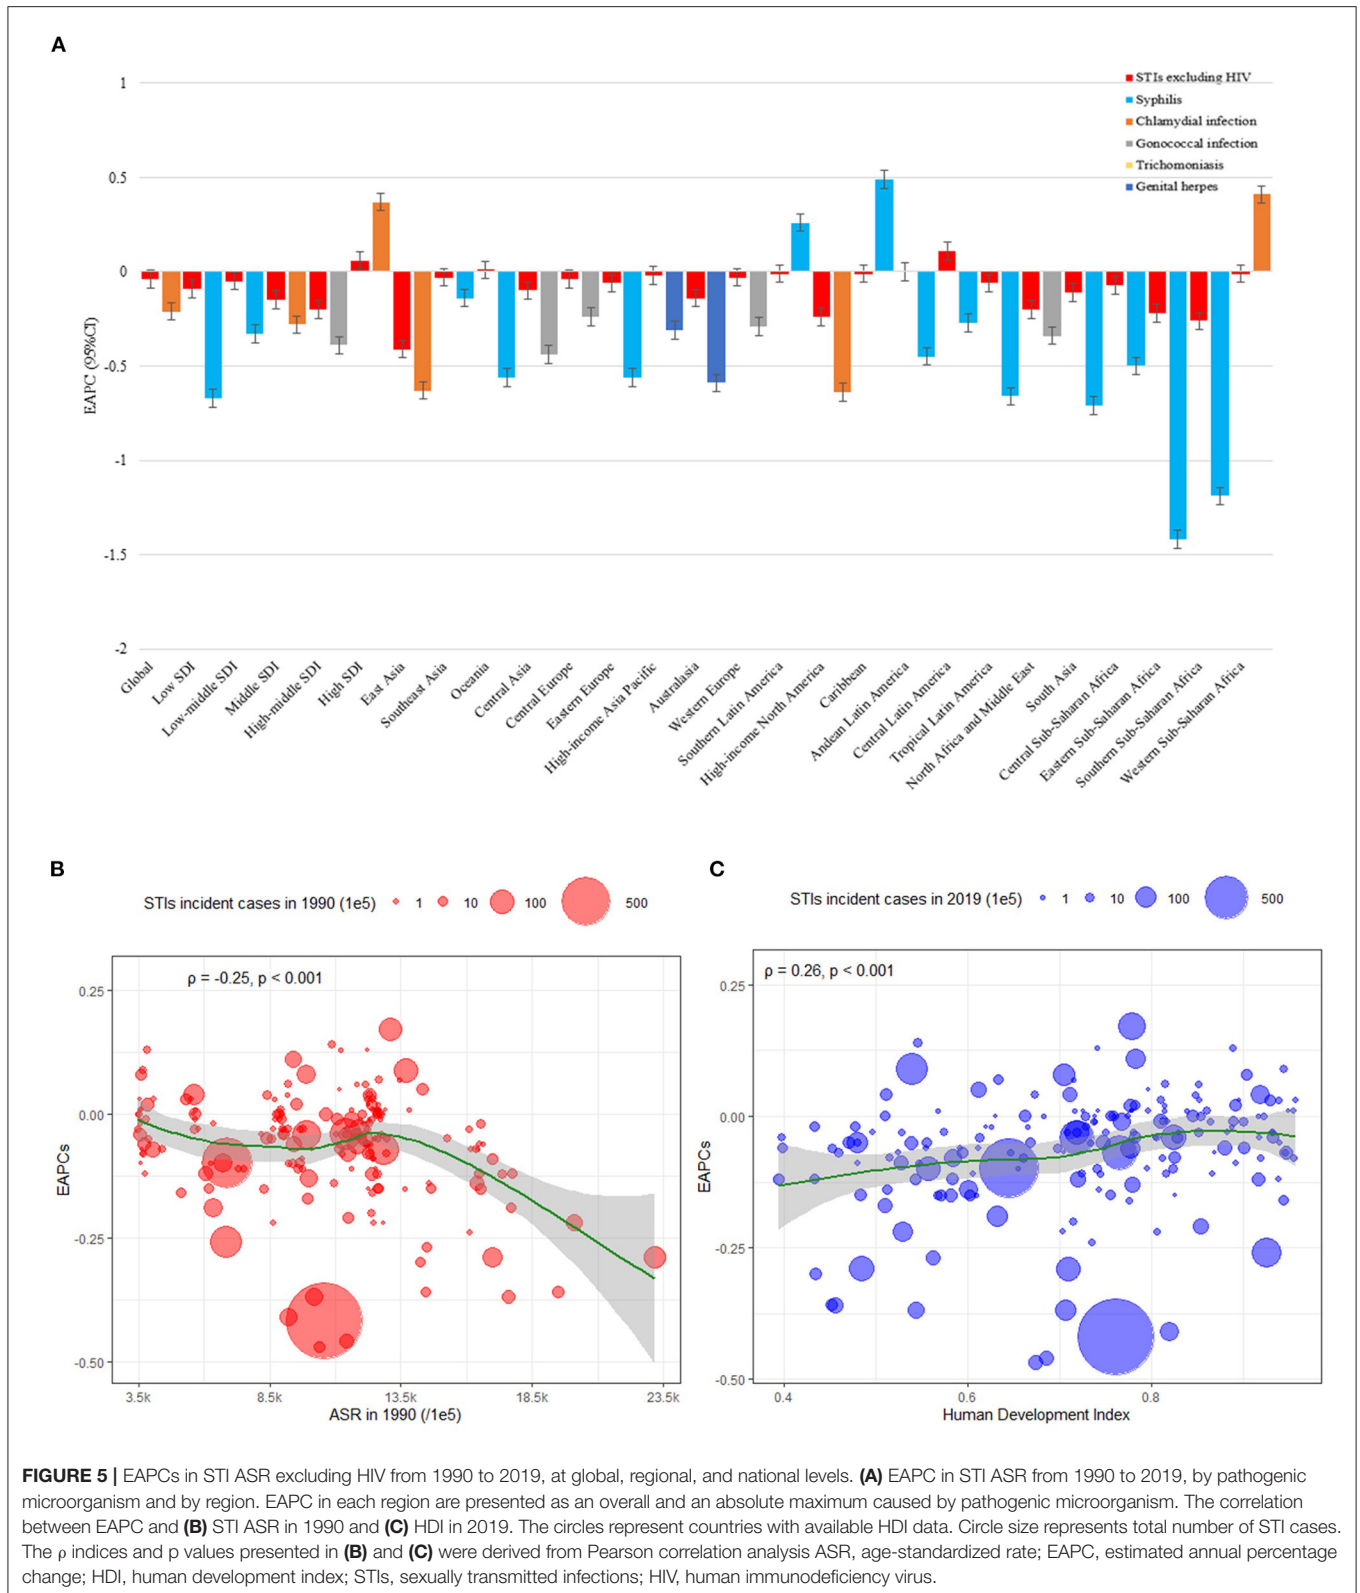 A
1
0.5
0
-0.5
-1
-1.5
-2
EAPC (95%CI)
STIs excluding HIV
Syphilis
Chlamydial infection
Gonococcal infection
Trichomoniasis
Genital herpes
Global
Low SDI
Low-middle SDI
Middle SDI
High-middle SDI
High SDI
East Asia
Southeast Asia
Oceania
Central Asia
Central Europe
Eastern Europe
High-income Asia Pacific
Australasia
Western Europe
Southern Latin America
High-income North America
Caribbean
Andean Latin America
Central Latin America
Tropical Latin America
North Africa and Middle East
South Asia
Central Sub-Saharan Africa
Eastern Sub-Saharan Africa
Southern Sub-Saharan Africa
Western Sub-Saharan Africa
B
STIs incident cases in 1990 (1e5) 1 10 100 500
ρ = -0.25, p < 0.001
0.25
0.00
-0.25
-0.50
EAPCs
3.5k 8.5k 13.5k 18.5k 23.5k
ASR in 1990 (/1e5)
C
STIs incident cases in 2019 (1e5) 1 10 100 500
ρ = 0.26, p < 0.001
0.25
0.00
-0.25
-0.50
EAPCs
0.4 0.6 0.8
Human Development Index
FIGURE 5 | EAPCs in STI ASR excluding HIV from 1990 to 2019, at global, regional, and national levels. (A) EAPC in STI ASR from 1990 to 2019, by pathogenic
microorganism and by region. EAPC in each region are presented as an overall and an absolute maximum caused by pathogenic microorganism. The correlation
between EAPC and (B) STI ASR in 1990 and (C) HDI in 2019. The circles represent countries with available HDI data. Circle size represents total number of STI cases.
The ρ indices and p values presented in (B) and (C) were derived from Pearson correlation analysis ASR, age-standardized rate; EAPC, estimated annual percentage
change; HDI, human development index; STIs, sexually transmitted infections; HIV, human immunodeficiency virus.